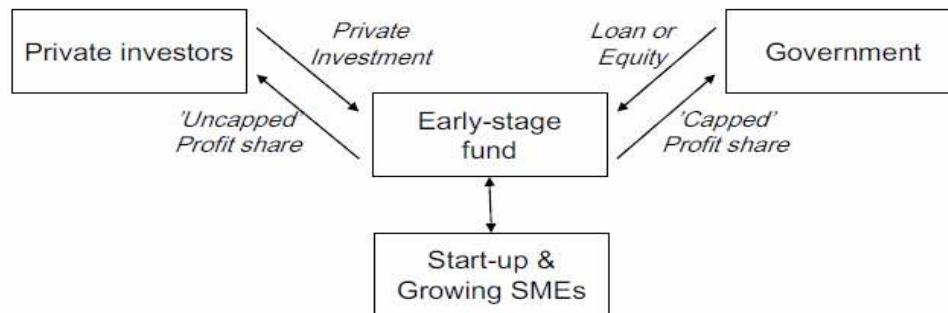 Private investors
Private
Investment
Loan or
Equity
Government
'Uncapped'
Profit share
Early-stage
fund
'Capped'
Profit share
Start-up &
Growing SMEs